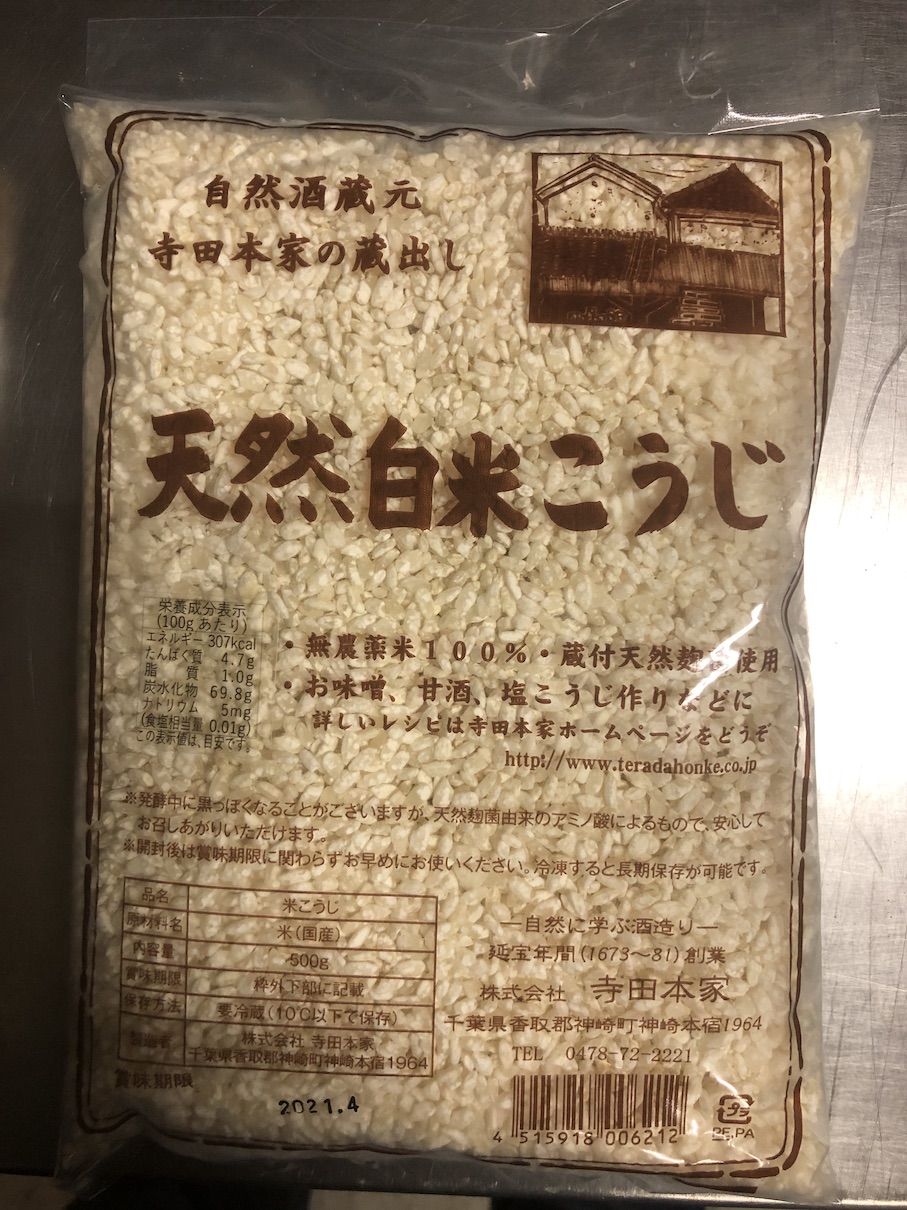 自然酒蔵元
寺田本家の蔵出し
天然白米こうじ
栄養成分表示
(100gあたり)
エネルギー 307kcal
たんぱく質 4.7g
脂質 1.0g
炭水化物 69.8g
ナトリウム 5mg
(食塩相当量 0.01g)
この表示値は、目安です。
・無農薬米100%・蔵付天然麹菌使用
・お味噌、甘酒、塩こうじ作りなどに
詳しいレシピは寺田本家ホームページをどうぞ
http://www.teradahonke.co.jp
※発酵中に黒っぽくなることがございますが、天然麹菌由来のアミノ酸によるもので、安心して
お召しあがりいただけます。
※開封後は賞味期限に関わらずお早めにお使いください。冷凍すると長期保存が可能です。
品名 米こうじ
原材料名 米(国産)
内容量 500g
賞味期限 枠外下部に記載
保存方法 要冷蔵(10℃以下で保存)
製造者 株式会社 寺田本家
千葉県香取郡神崎町神崎本宿1964
賞味期限
2021.4
―自然に学ぶ酒造り―
延宝年間(1673〜81)創業
株式会社 寺田本家
千葉県香取郡神崎町神崎本宿1964
TEL 0478-72-2221
4 515918 006212
プラ
PE,PA